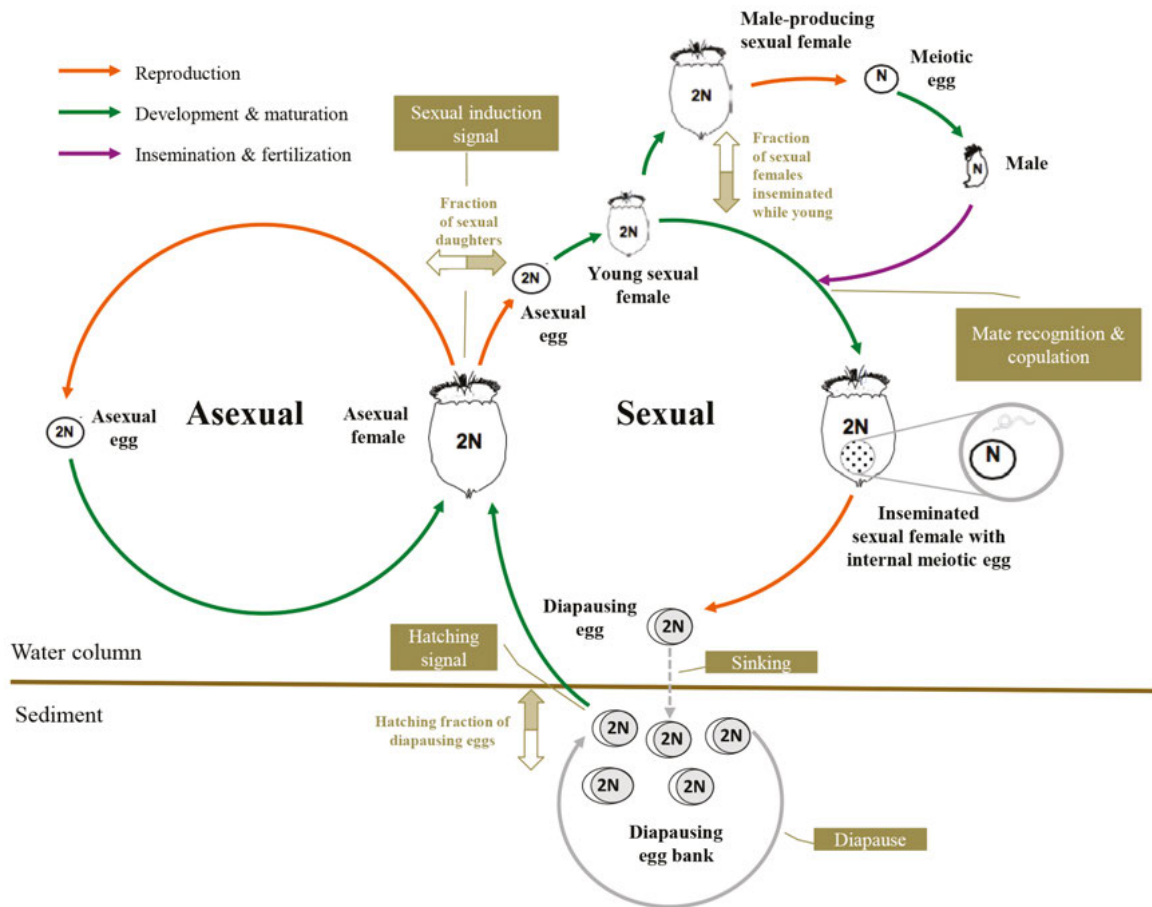 Reproduction
Development & maturation
Insemination & fertilization
Sexual induction
signal
Fraction
of sexual
daughters
Male-producing
sexual female
2N
Meiotic
egg
N
Fraction
of sexual
females
inseminated
while young
N
Male
2N
Young sexual
female
2N
Asexual
egg
Mate recognition &
copulation
Asexual
Sexual
2N
Asexual
egg
Asexual
female
2N
2N
N
Inseminated
sexual female with
internal meiotic egg
Diapausing
egg
2N
Hatching
signal
Sinking
Water column
Sediment
Hatching fraction of
diapausing eggs
2N
2N
2N
2N
2N
Diapausing
egg bank
Diapause